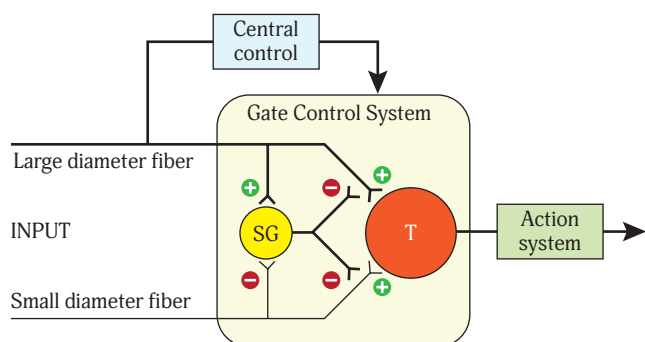 Central
control
Gate Control System
Large diameter fiber
+
−
+
INPUT
SG
T
Action
system
−
−
+
Small diameter fiber